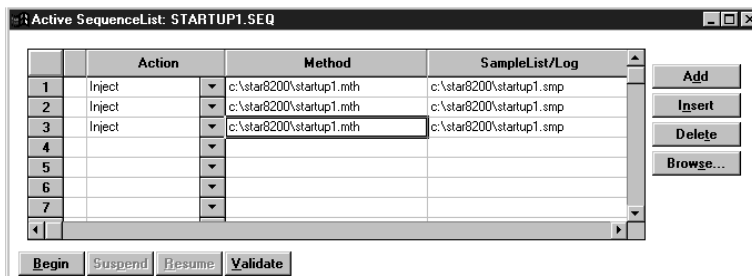 Active SequenceList: STARTUP1.SEQ
Action Method SampleList/Log
1 Inject c:\star8200\startup1.mth c:\star8200\startup1.smp
2 Inject c:\star8200\startup1.mth c:\star8200\startup1.smp
3 Inject c:\star8200\startup1.mth c:\star8200\startup1.smp
4
5
6
7
Add
Insert
Delete
Browse...
Begin Suspend Resume Validate